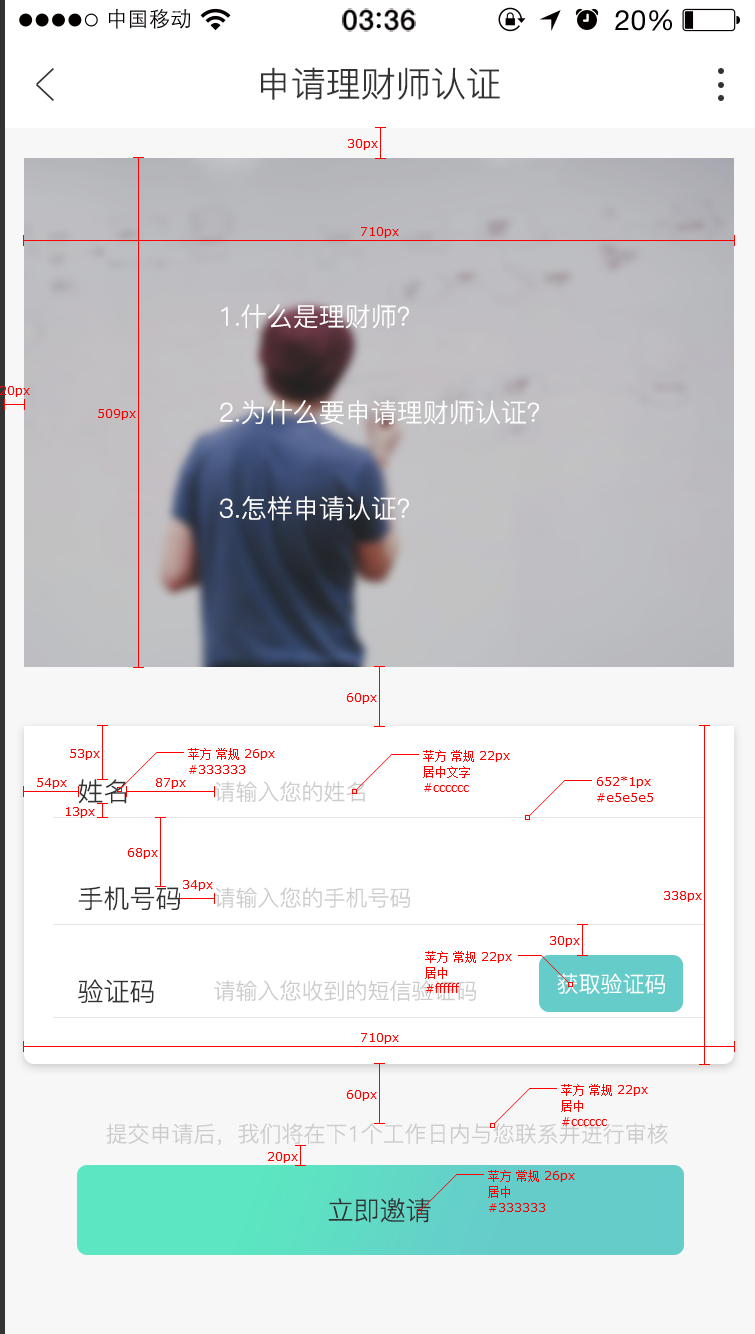 中国移动 03:36 20%
申请理财师认证
30px
710px
1.什么是理财师?
20px
509px
2.为什么要申请理财师认证?
3.怎样申请认证?
60px
53px
苹方 常规 26px
#333333
苹方 常规 22px
居中文字
#cccccc
652*1px
#e5e5e5
54px
87px
姓名
请输入您的姓名
13px
68px
34px
手机号码
请输入您的手机号码
338px
30px
苹方 常规 22px
居中
#ffffff
验证码
请输入您收到的短信验证码
获取验证码
710px
60px
苹方 常规 22px
居中
#cccccc
提交申请后，我们将在下1个工作日内与您联系并进行审核
20px
苹方 常规 26px
居中
#333333
立即邀请